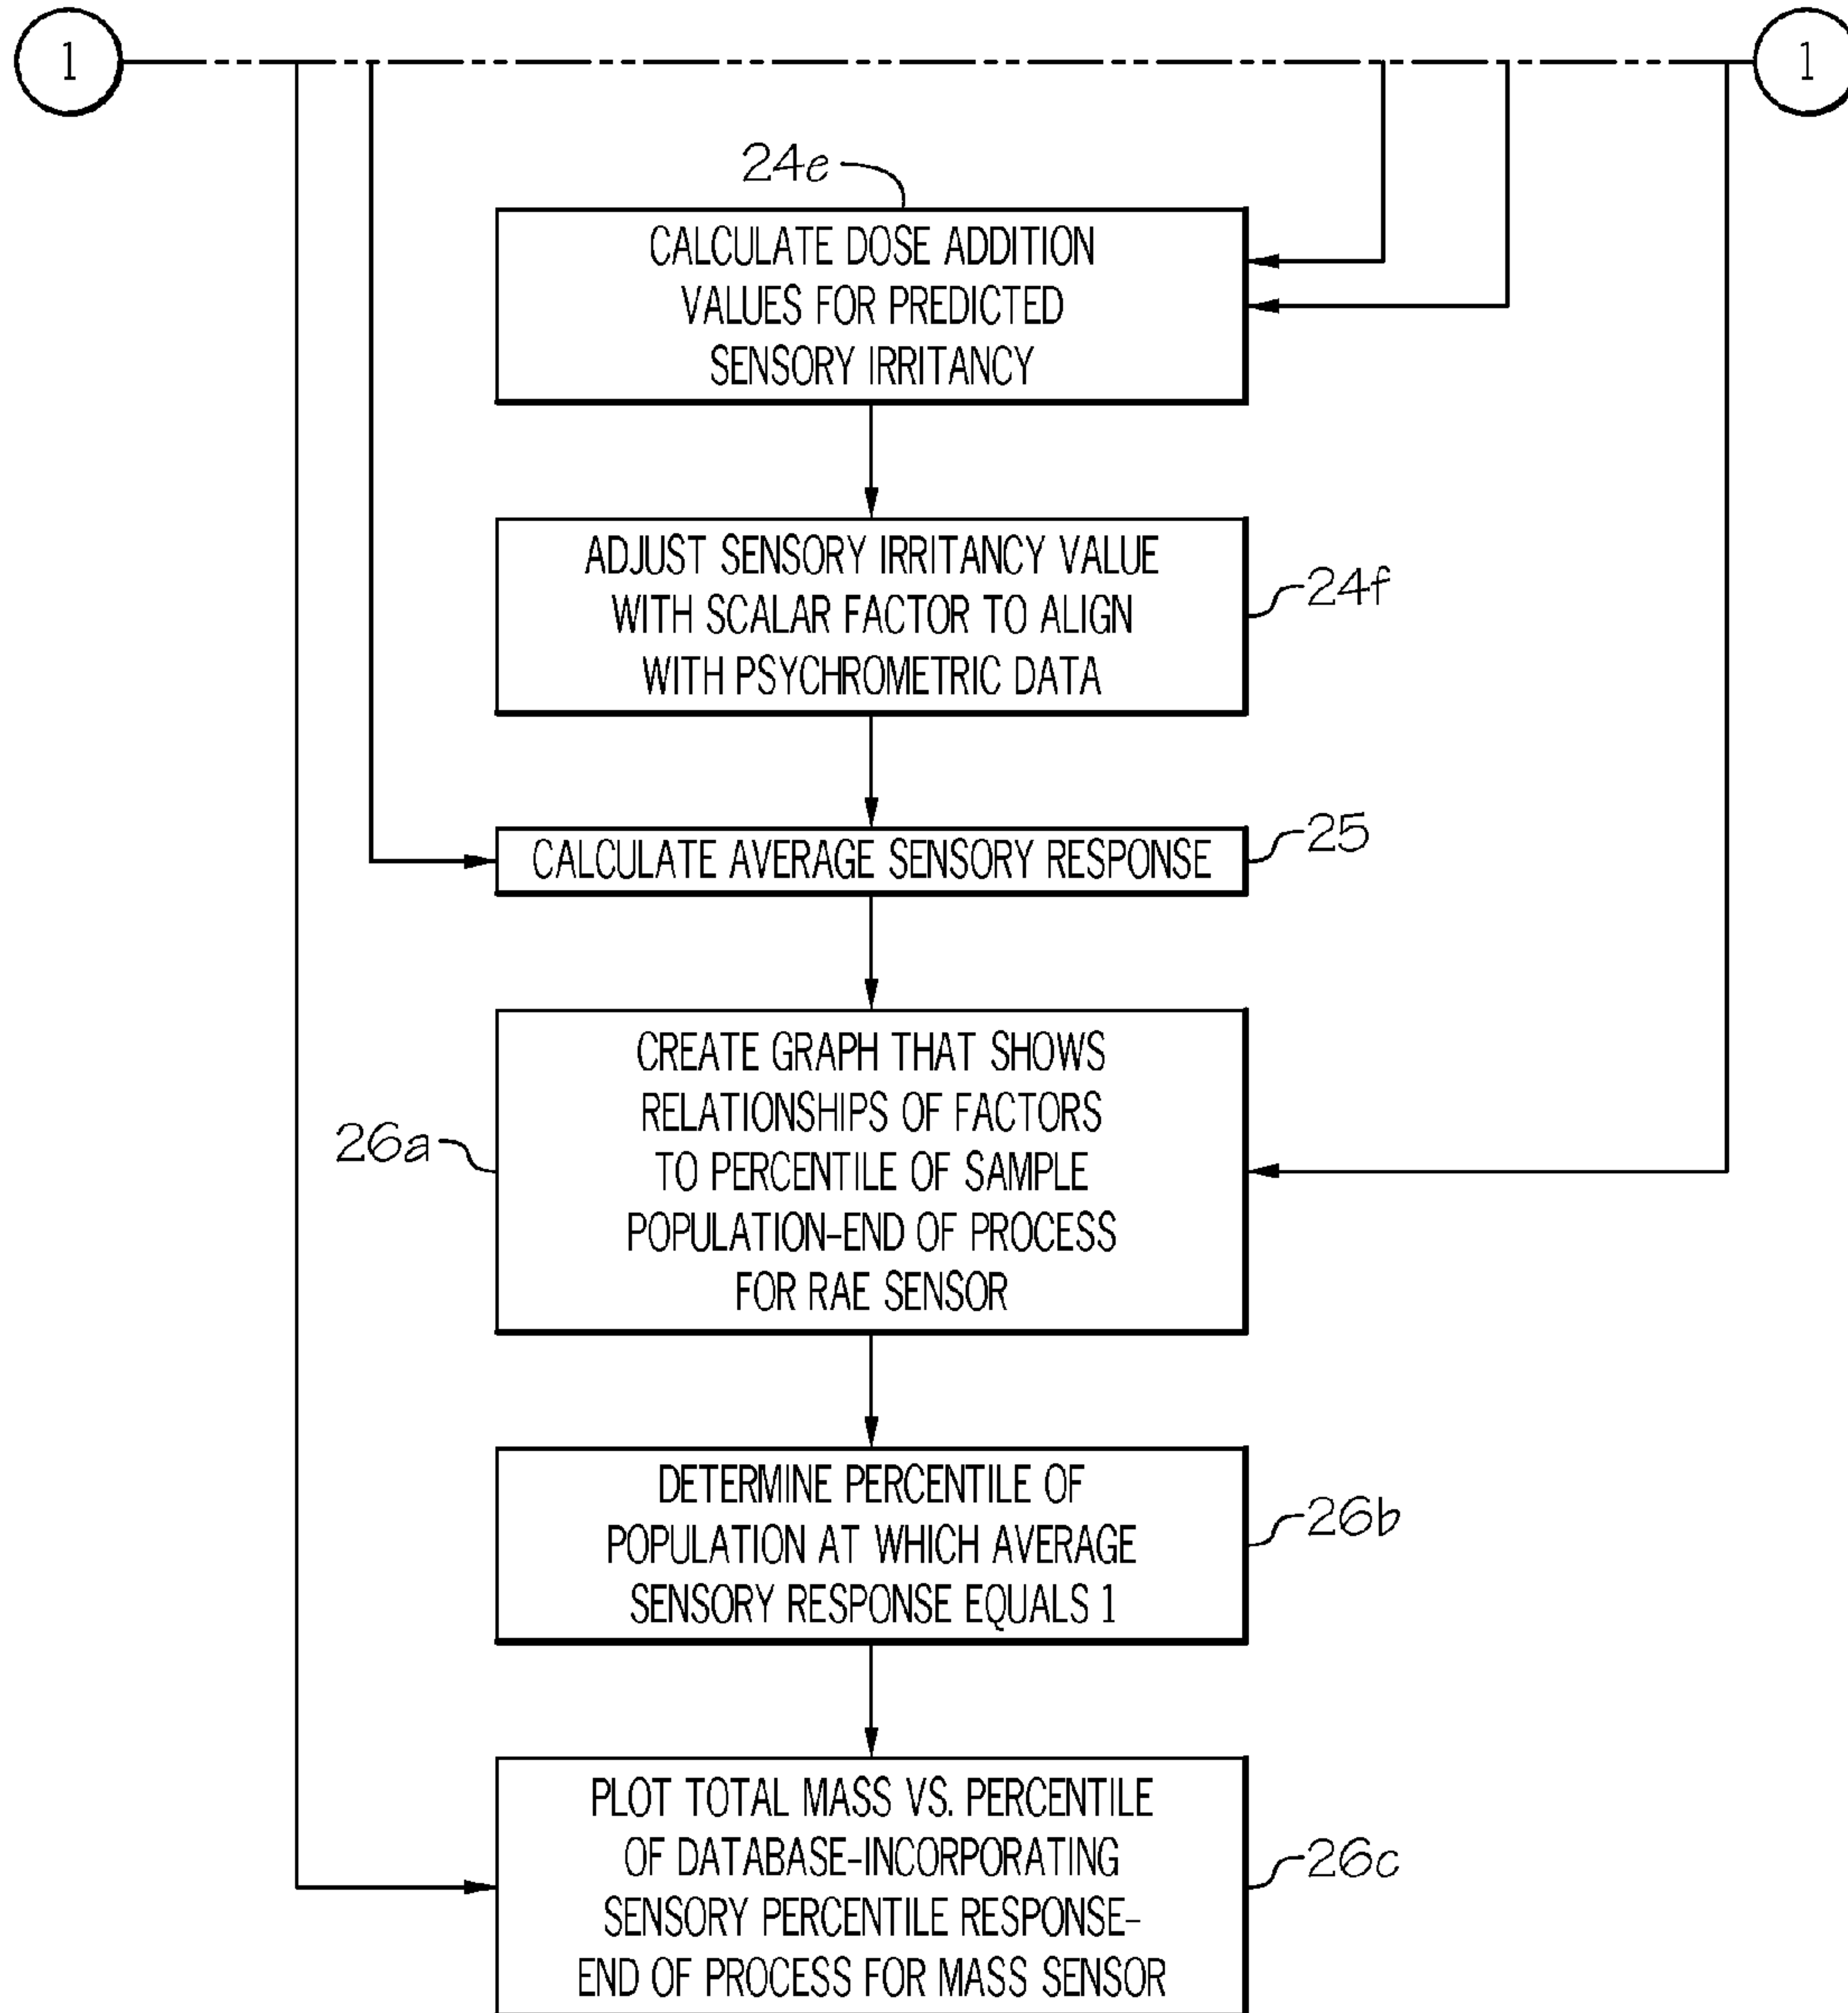 1
1
24e
CALCULATE DOSE ADDITION
VALUES FOR PREDICTED
SENSORY IRRITANCY
ADJUST SENSORY IRRITANCY VALUE
WITH SCALAR FACTOR TO ALIGN
WITH PSYCHROMETRIC DATA
24f
CALCULATE AVERAGE SENSORY RESPONSE
25
CREATE GRAPH THAT SHOWS
RELATIONSHIPS OF FACTORS
TO PERCENTILE OF SAMPLE
POPULATION-END OF PROCESS
FOR RAE SENSOR
26a
DETERMINE PERCENTILE OF
POPULATION AT WHICH AVERAGE
SENSORY RESPONSE EQUALS 1
26b
PLOT TOTAL MASS VS. PERCENTILE
OF DATABASE-INCORPORATING
SENSORY PERCENTILE RESPONSE-
END OF PROCESS FOR MASS SENSOR
26c